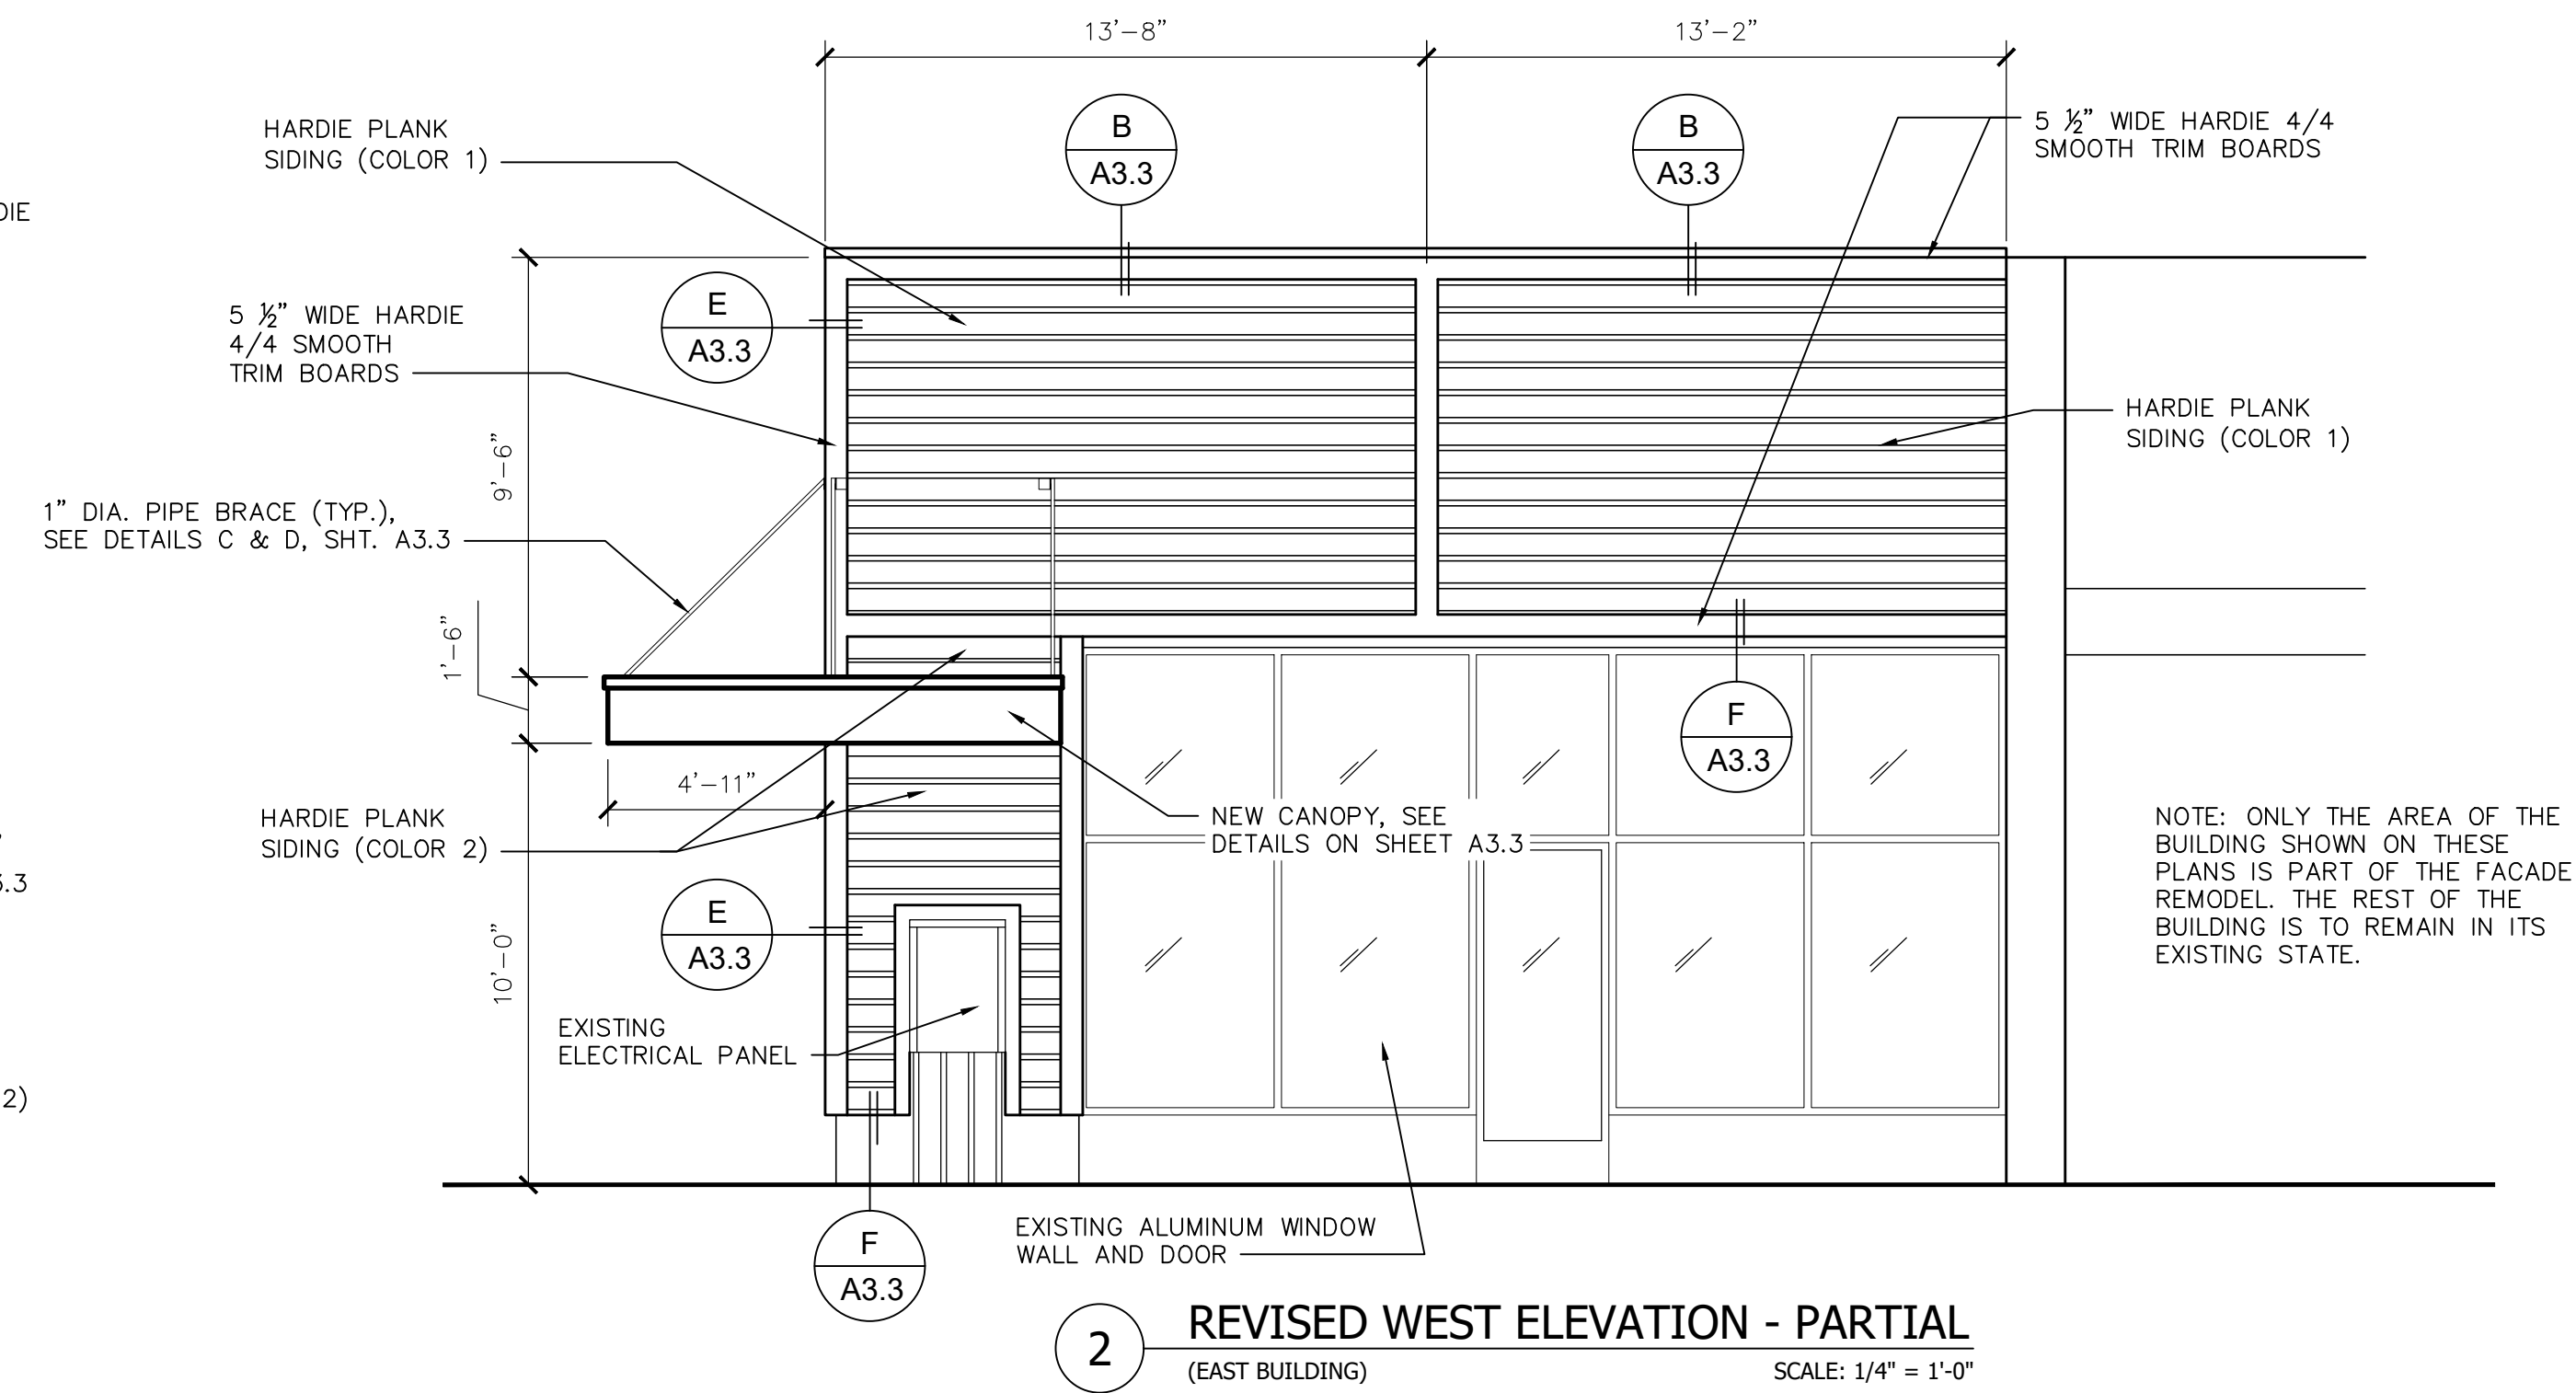 13'-8"
13'-2"
HARDIE PLANK
SIDING (COLOR 1)
B
A3.3
B
A3.3
5 ½" WIDE HARDIE 4/4
SMOOTH TRIM BOARDS
DIE
E
A3.3
5 ½" WIDE HARDIE
4/4 SMOOTH
TRIM BOARDS
HARDIE PLANK
SIDING (COLOR 1)
9'-6"
1" DIA. PIPE BRACE (TYP.),
SEE DETAILS C & D, SHT. A3.3
1'-6"
F
A3.3
4'-11"
HARDIE PLANK
SIDING (COLOR 2)
NEW CANOPY, SEE
DETAILS ON SHEET A3.3
NOTE: ONLY THE AREA OF THE
BUILDING SHOWN ON THESE
PLANS IS PART OF THE FACADE
REMODEL. THE REST OF THE
BUILDING IS TO REMAIN IN ITS
EXISTING STATE.
3.3
E
A3.3
10'-0"
EXISTING
ELECTRICAL PANEL
2)
F
A3.3
EXISTING ALUMINUM WINDOW
WALL AND DOOR
2
REVISED WEST ELEVATION - PARTIAL
(EAST BUILDING)
SCALE: 1/4" = 1'-0"